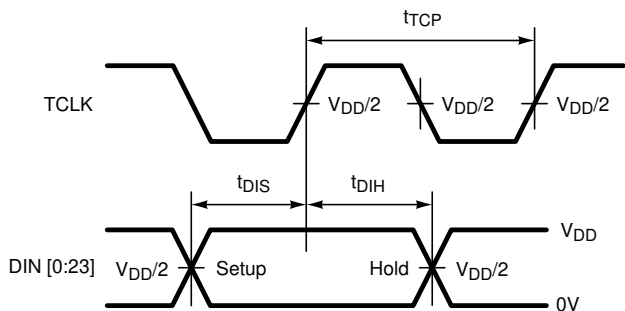 tTCP
TCLK VDD/2 VDD/2 VDD/2
tDIS tDIH
VDD
DIN [0:23] VDD/2 Setup Hold VDD/2
0V